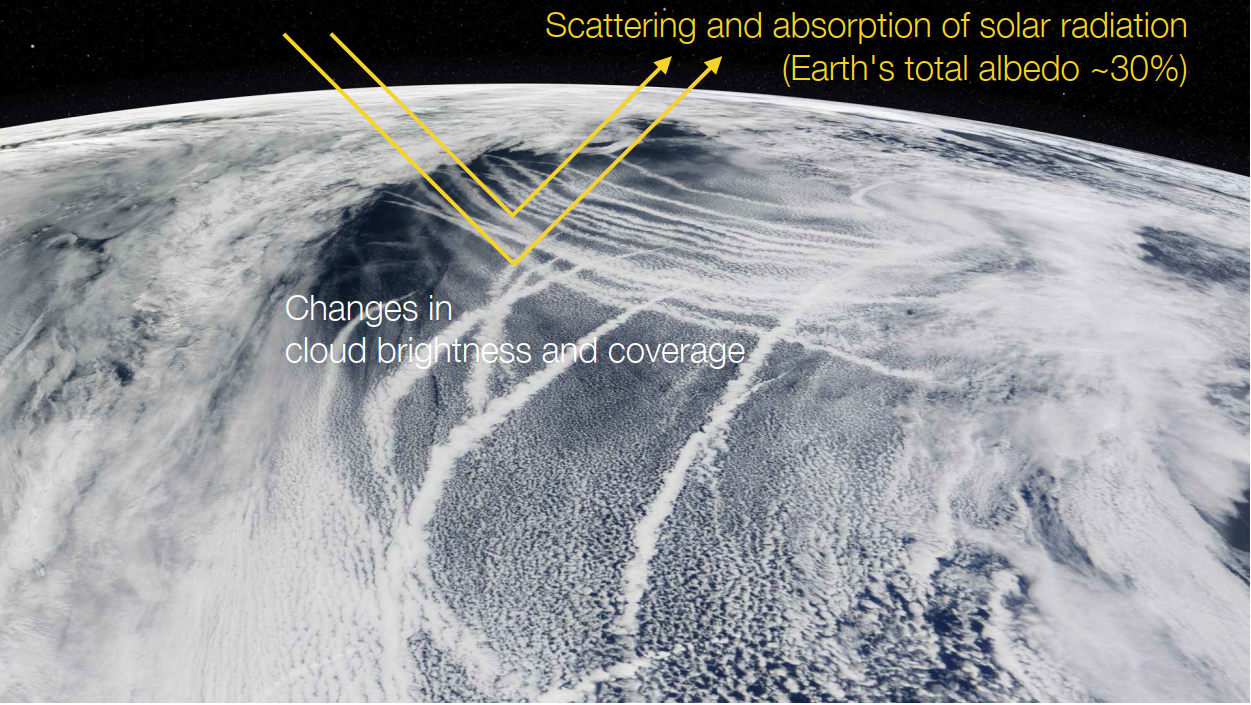 Scattering and absorption of solar radiation
(Earth's total albedo ~30%)
Changes in
cloud brightness and coverage